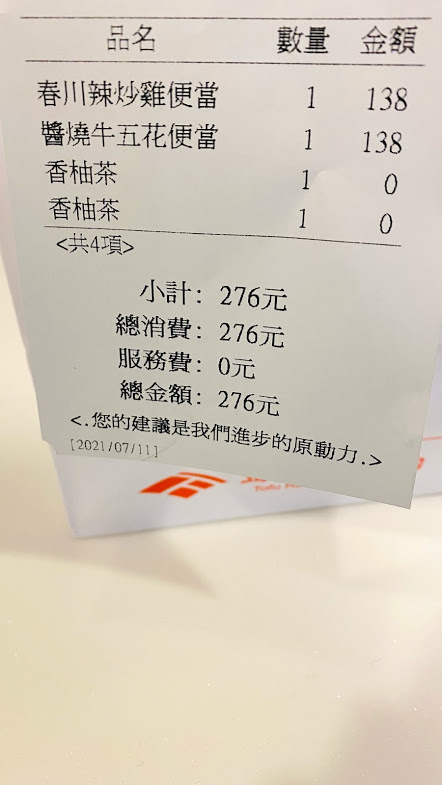 品名 數量 金額
春川辣炒雞便當 1 138
醬燒牛五花便當 1 138
香柚茶 1 0
香柚茶 1 0
<共4項>
小計: 276元
總消費: 276元
服務費: 0元
總金額: 276元
<.您的建議是我們進步的原動力.>
[2021/07/11]
Tofu